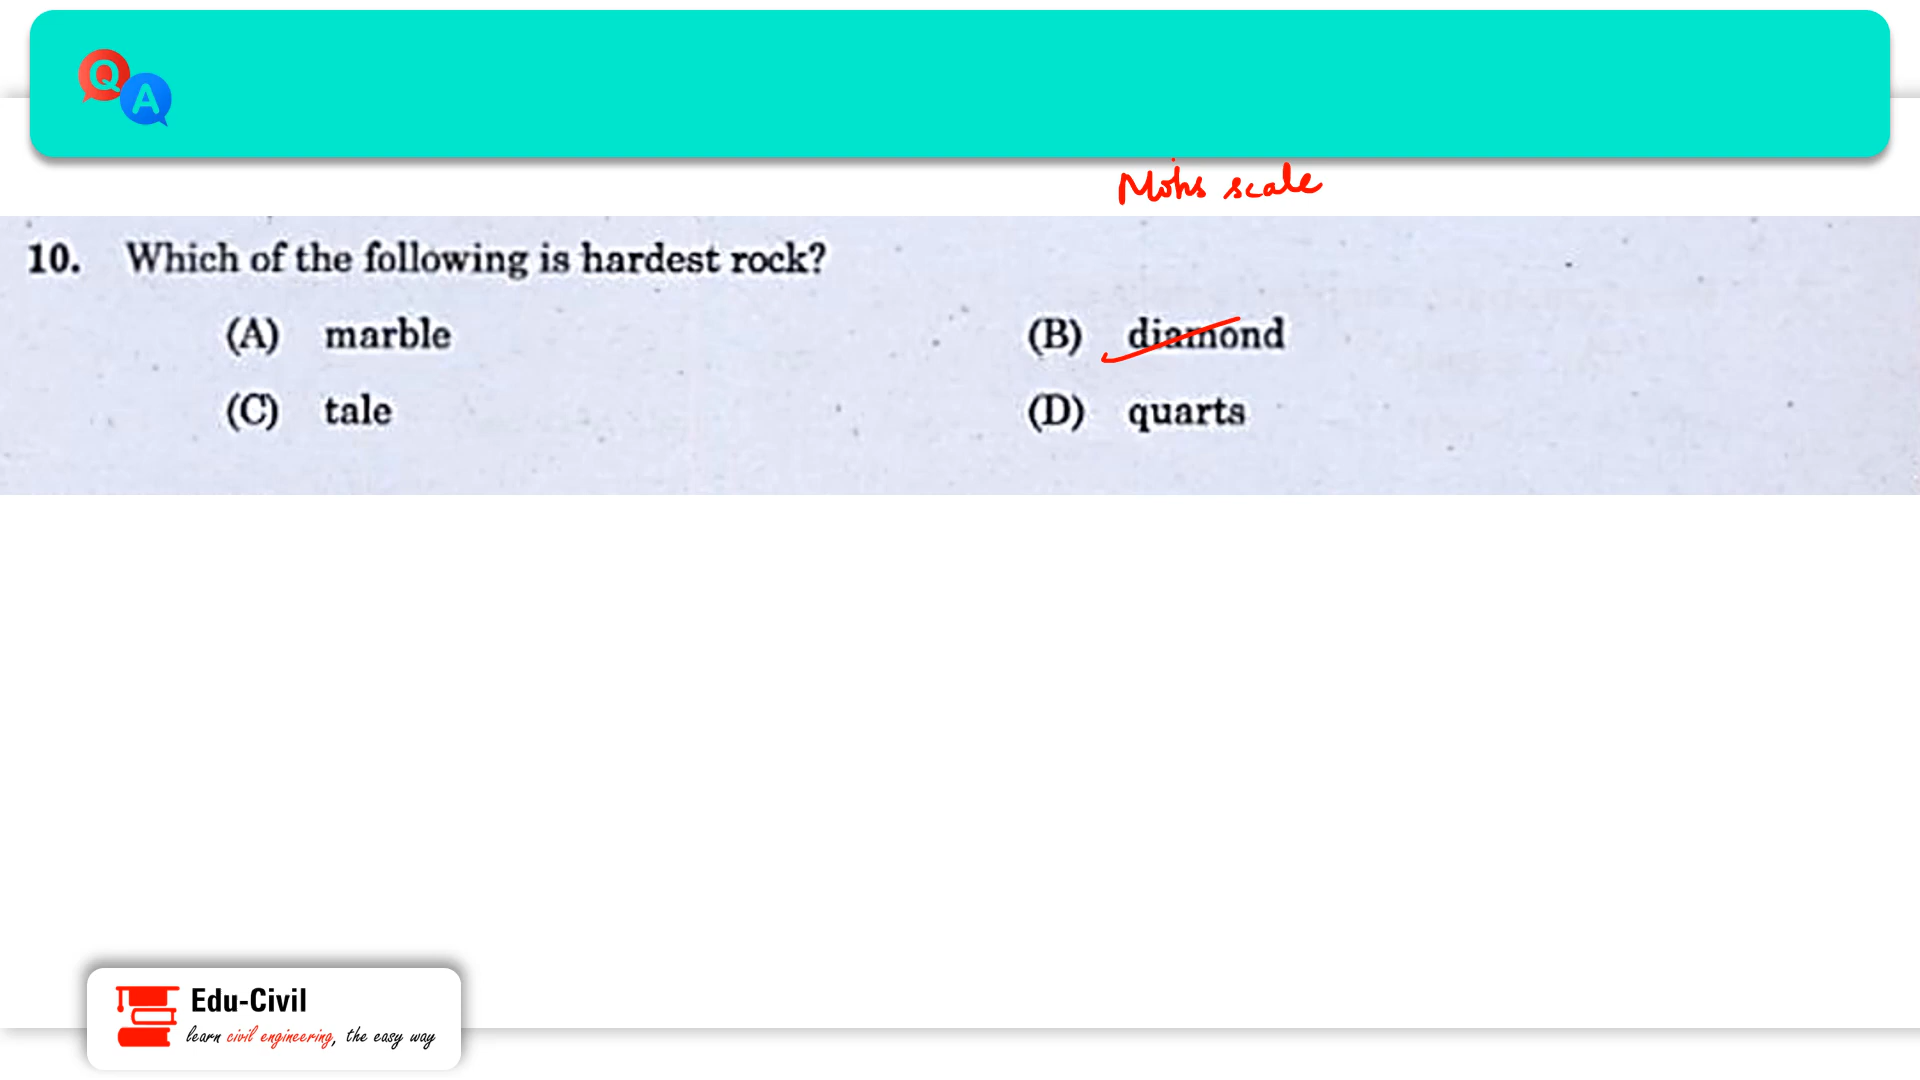 Q
A
Mohs scale
10. Which of the following is hardest rock?
(A) marble (B) diamond
(C) tale (D) quarts
Edu-Civil
learn civil engineering, the easy way